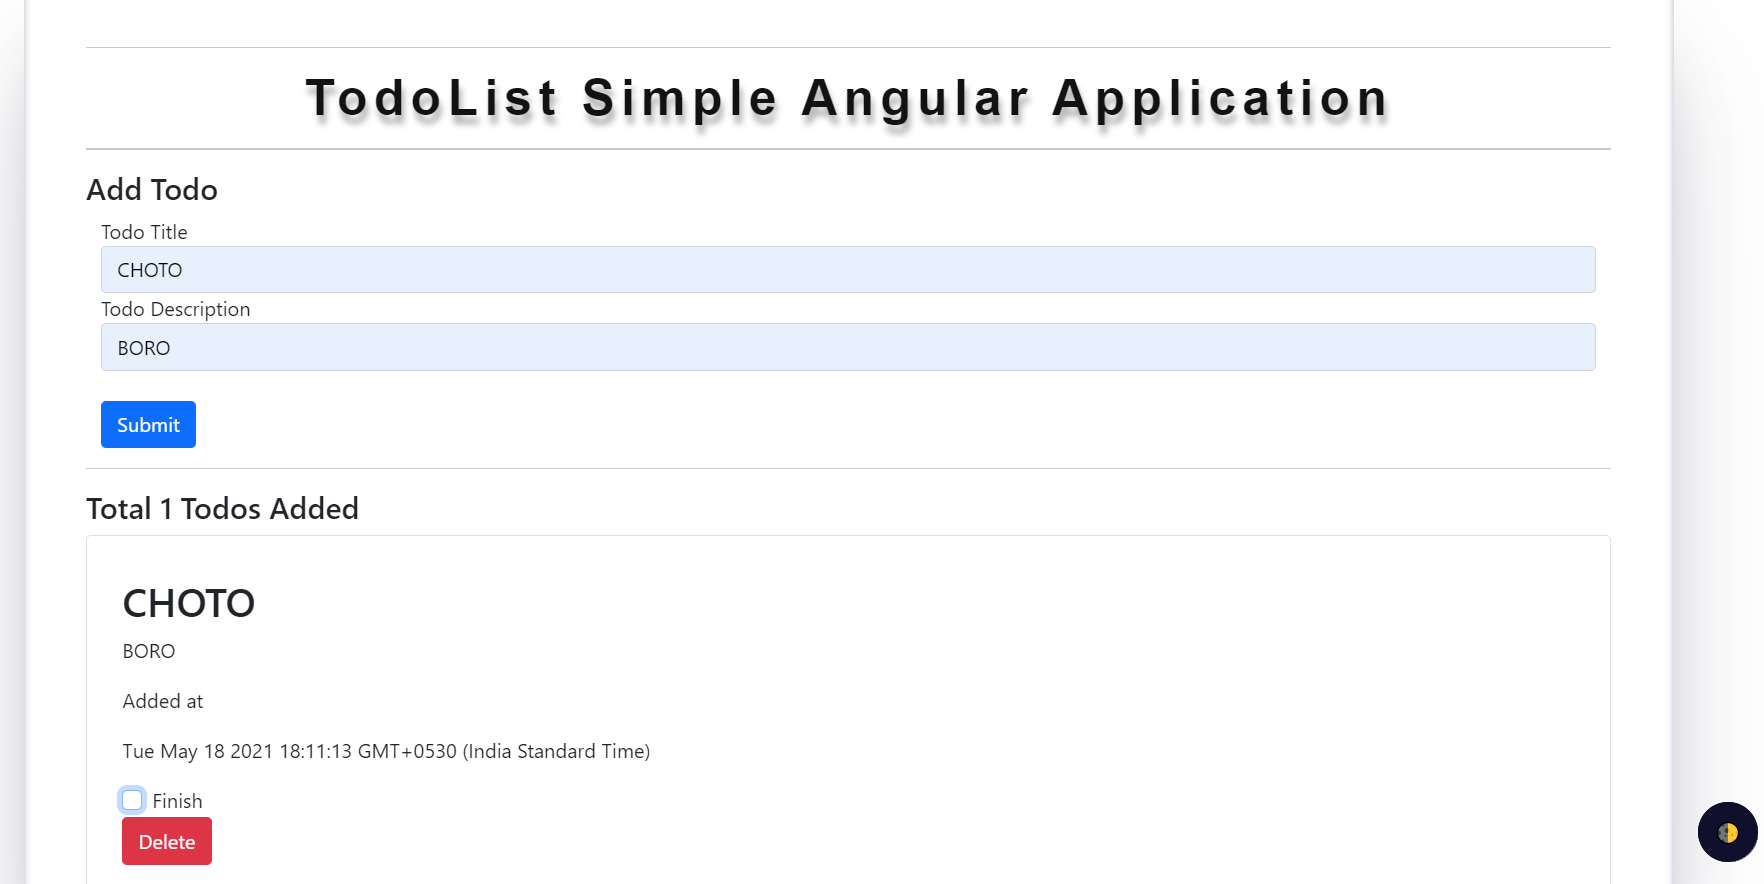 TodoList Simple Angular Application
Add Todo
Todo Title
CHOTO
Todo Description
BORO
Submit
Total 1 Todos Added
CHOTO
BORO
Added at
Tue May 18 2021 18:11:13 GMT+0530 (India Standard Time)
Finish
Delete